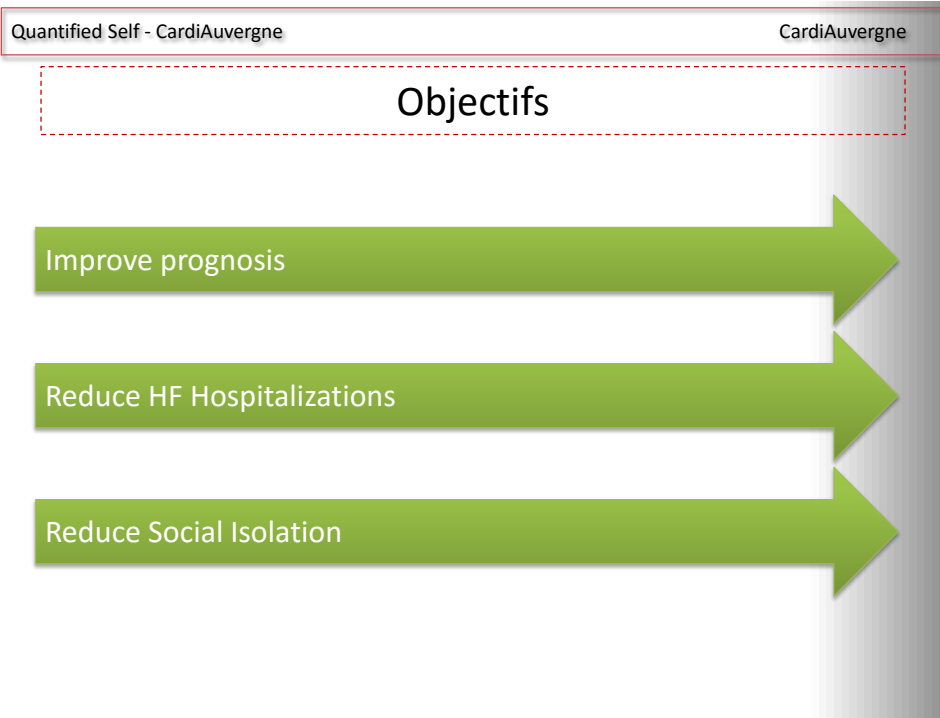 Quantified Self - CardiAuvergne CardiAuvergne
Objectifs
Improve prognosis
Reduce HF Hospitalizations
Reduce Social Isolation